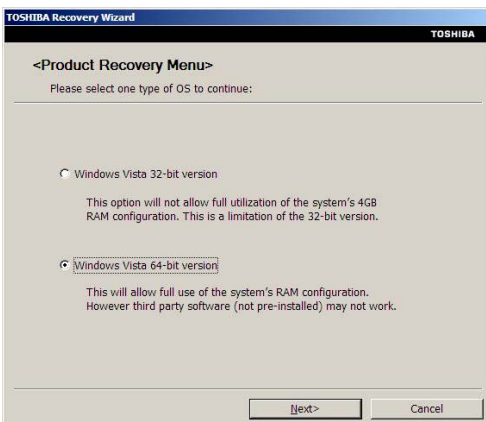 TOSHIBA Recovery Wizard
TOSHIBA
<Product Recovery Menu>
Please select one type of OS to continue:
Windows Vista 32-bit version
This option will not allow full utilization of the system's 4GB
RAM configuration. This is a limitation of the 32-bit version.
Windows Vista 64-bit version
This will allow full use of the system's RAM configuration.
However third party software (not pre-installed) may not work.
Next>
Cancel